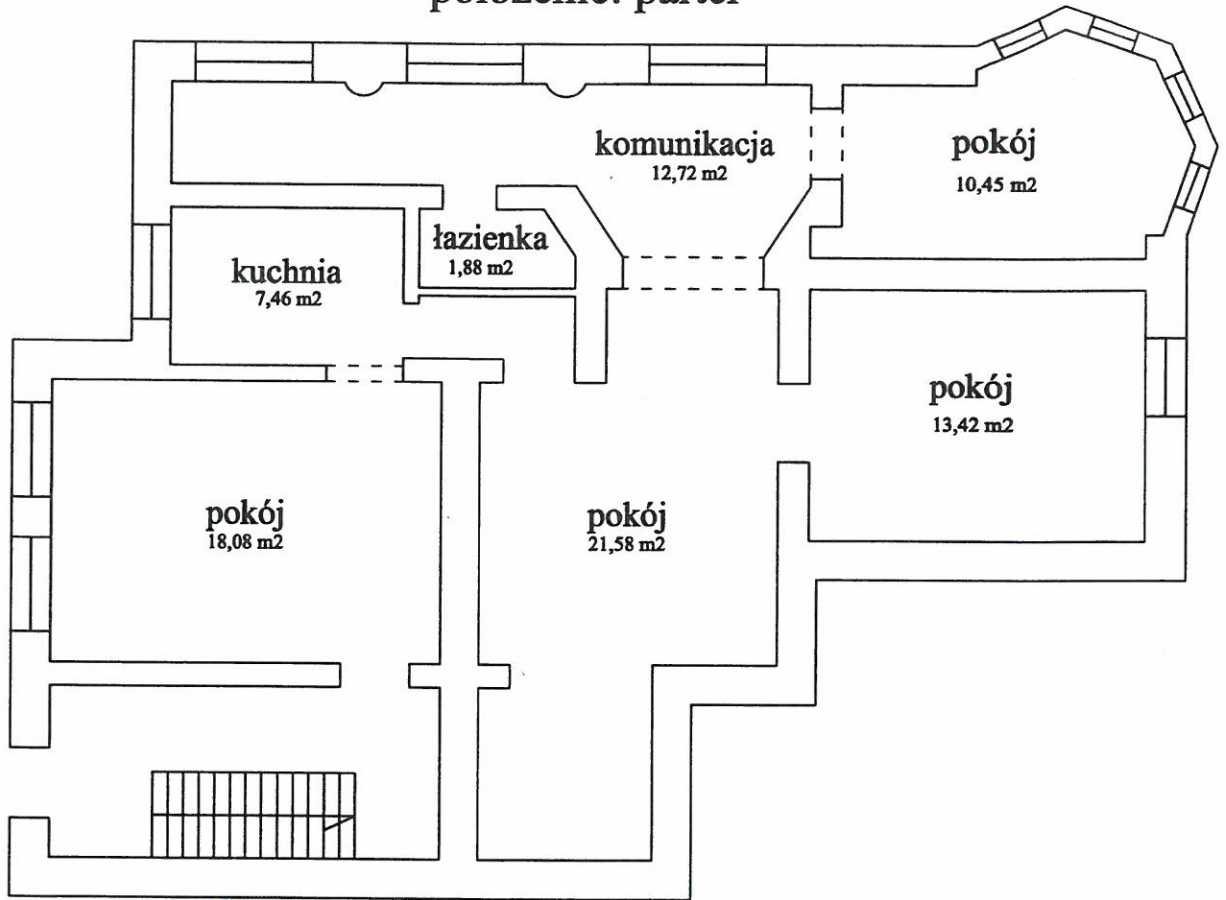 położenie: parter
komunikacja
12,72 m2
pokój
10,45 m2
łazienka
1,88 m2
kuchnia
7,46 m2
pokój
13,42 m2
pokój
18,08 m2
pokój
21,58 m2